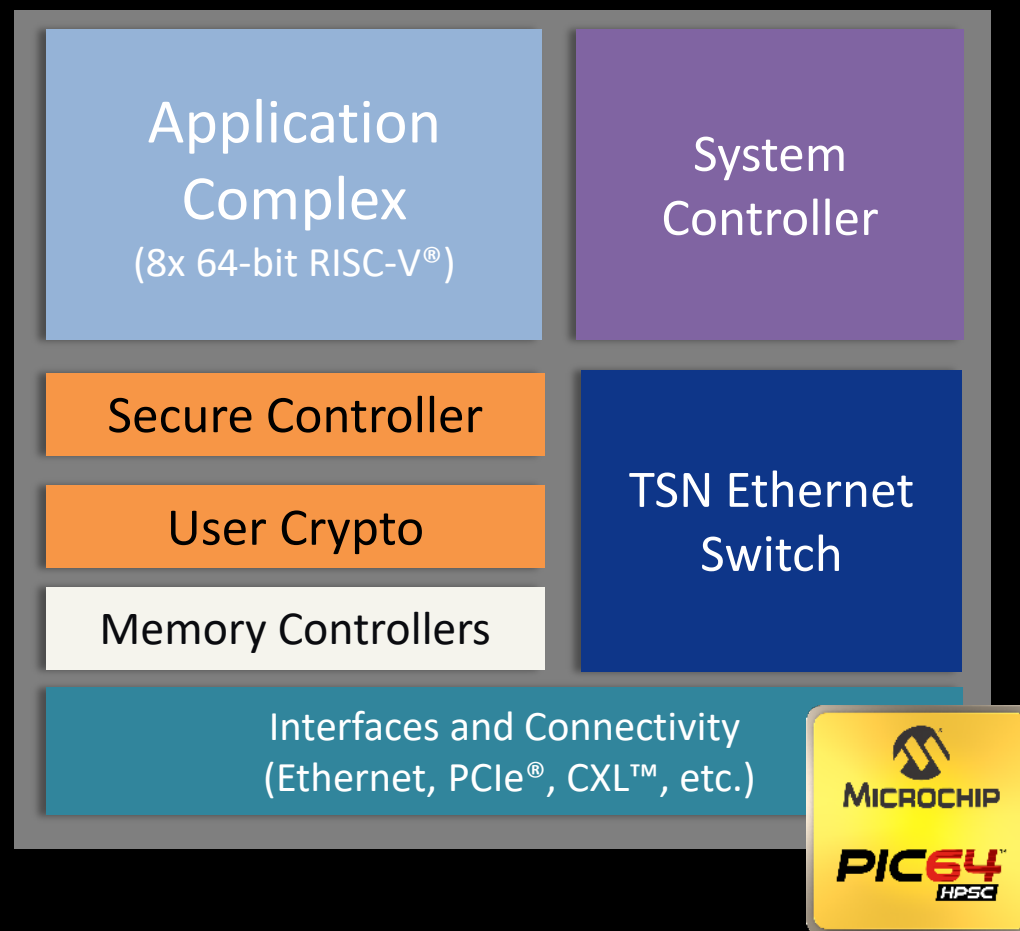 Application
Complex
(8x 64-bit RISC-V®)
System
Controller
Secure Controller
User Crypto
Memory Controllers
TSN Ethernet
Switch
Interfaces and Connectivity
(Ethernet, PCIe®, CXL™, etc.)
MICROCHIP
PIC64™
HPSC